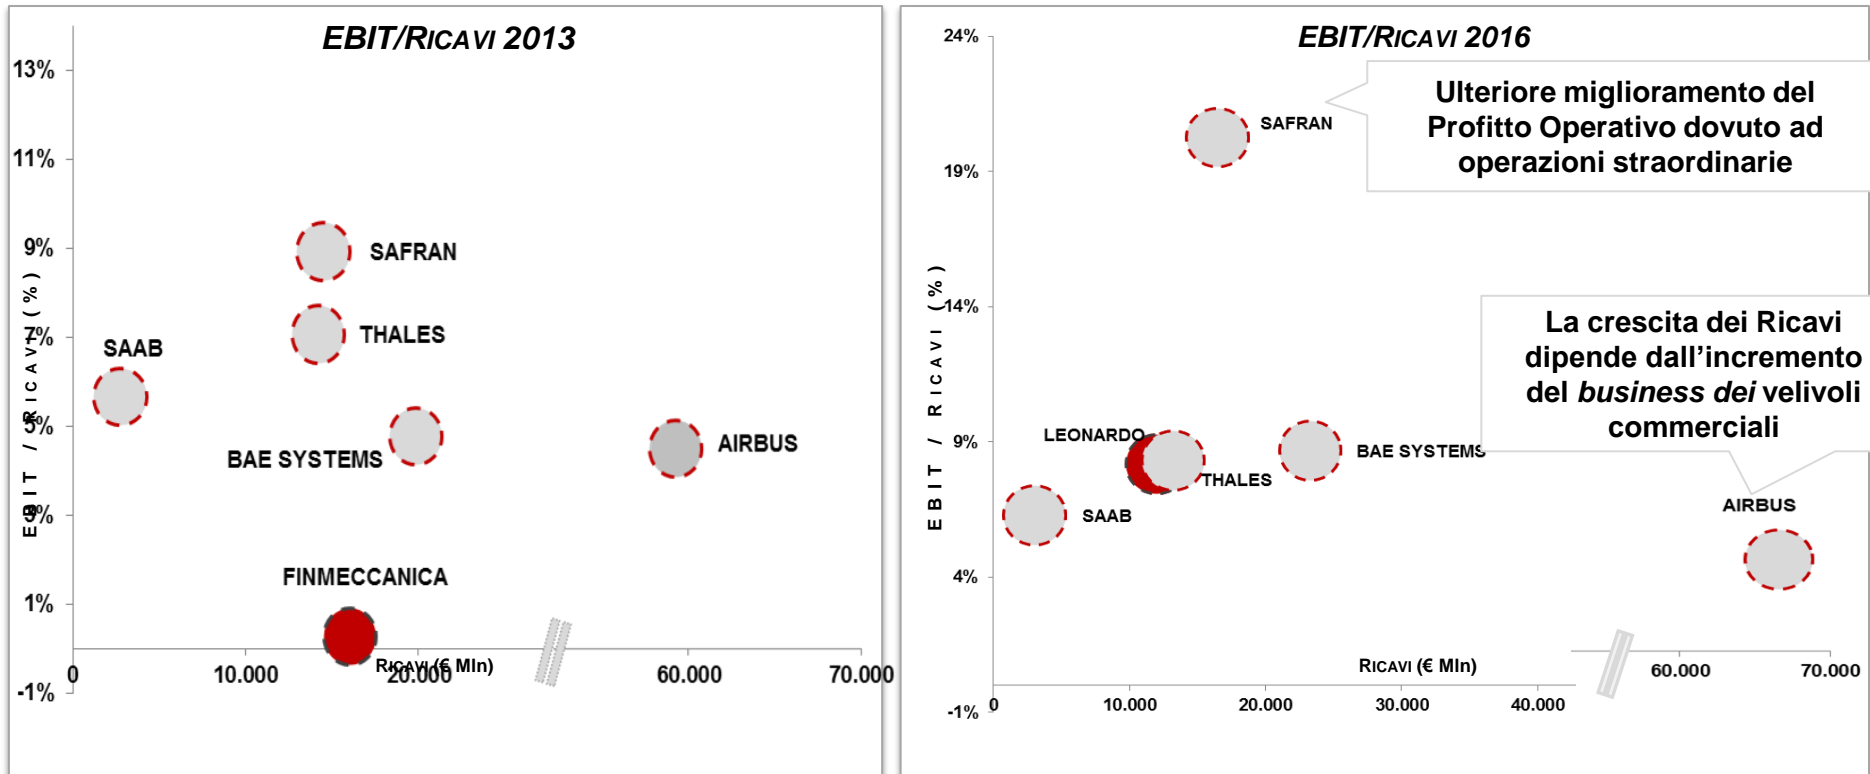 EBIT/RICAVI 2013
13%
11%
9%
7%
5%
3%
1%
-1%
EBIT / RICAVI (%)
SAFRAN
THALES
SAAB
BAE SYSTEMS
AIRBUS
FINMECCANICA
RICAVI (€ Mln)
0
10.000
20.000
60.000
70.000
EBIT/RICAVI 2016
24%
19%
14%
9%
4%
-1%
EBIT / RICAVI (%)
SAFRAN
Ulteriore miglioramento del
Profitto Operativo dovuto ad
operazioni straordinarie
La crescita dei Ricavi
dipende dall’incremento
del business dei velivoli
commerciali
LEONARDO
THALES
BAE SYSTEMS
SAAB
AIRBUS
RICAVI (€ Mln)
0
10.000
20.000
30.000
40.000
60.000
70.000